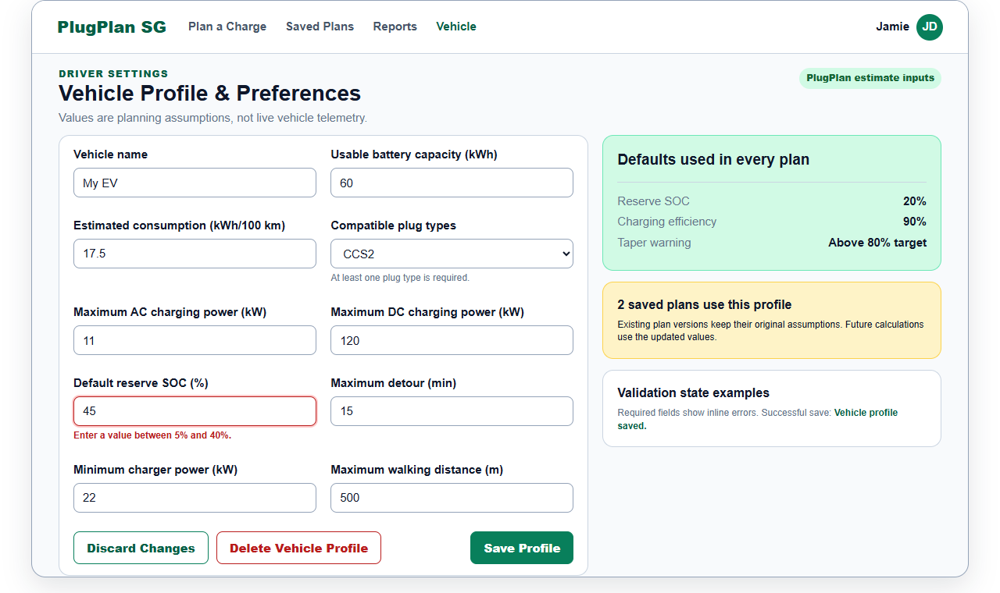 PlugPlan SG
Plan a Charge
Saved Plans
Reports
Vehicle
Jamie
JD
DRIVER SETTINGS
Vehicle Profile & Preferences
Values are planning assumptions, not live vehicle telemetry.
PlugPlan estimate inputs
Vehicle name
My EV
Usable battery capacity (kWh)
60
Estimated consumption (kWh/100 km)
17.5
Compatible plug types
CCS2
At least one plug type is required.
Maximum AC charging power (kW)
11
Maximum DC charging power (kW)
120
Default reserve SOC (%)
45
Enter a value between 5% and 40%.
Maximum detour (min)
15
Minimum charger power (kW)
22
Maximum walking distance (m)
500
Discard Changes
Delete Vehicle Profile
Save Profile
Defaults used in every plan
Reserve SOC 20%
Charging efficiency 90%
Taper warning Above 80% target
2 saved plans use this profile
Existing plan versions keep their original assumptions. Future calculations
use the updated values.
Validation state examples
Required fields show inline errors. Successful save: Vehicle profile
saved.